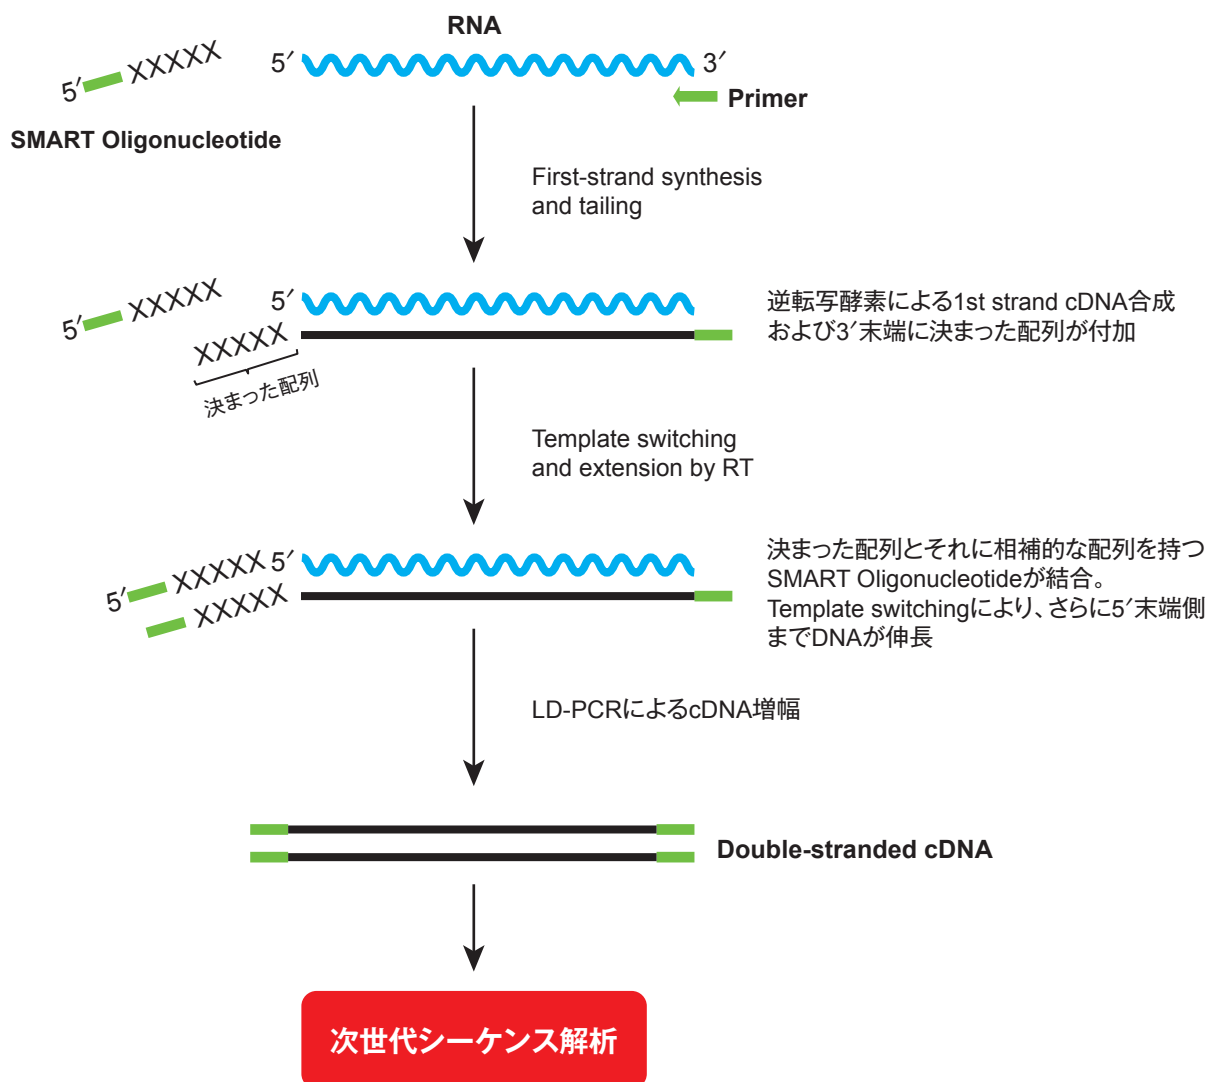 RNA
5′
XXXXX
5′
3′
Primer
SMART Oligonucleotide
First-strand synthesis
and tailing
5′
XXXXX
5′
XXXXX
決まった配列
逆転写酵素による1st strand cDNA合成
および3′末端に決まった配列が付加
Template switching
and extension by RT
5′
XXXXX
5′
XXXXX
決まった配列とそれに相補的な配列を持つ
SMART Oligonucleotideが結合。
Template switchingにより、さらに5′末端側
までDNAが伸長
LD-PCRによるcDNA増幅
Double-stranded cDNA
次世代シーケンス解析